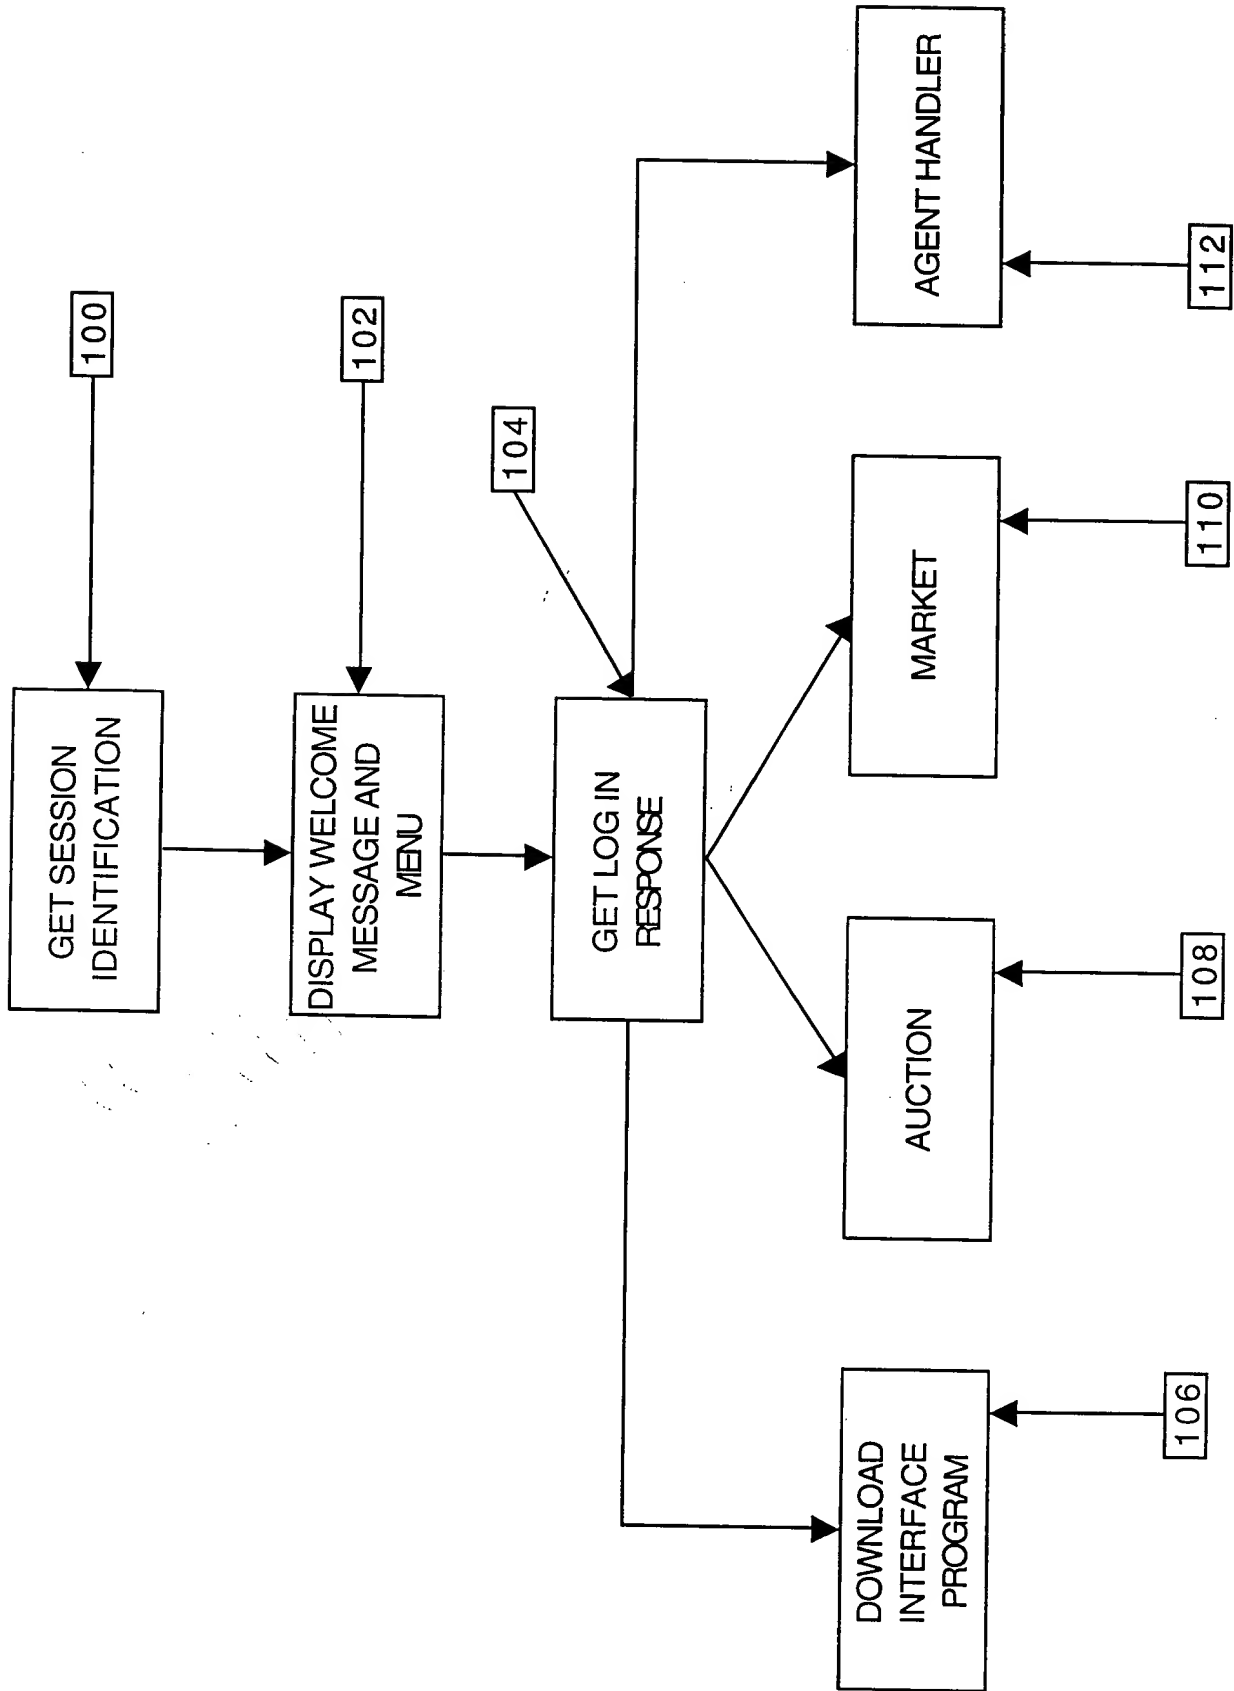 GET SESSION
IDENTIFICATION
100
DISPLAY WELCOME
MESSAGE AND
MENU
102
GET LOG IN
RESPONSE
104
DOWNLOAD
INTERFACE
PROGRAM
AUCTION
MARKET
AGENT HANDLER
106
108
110
112